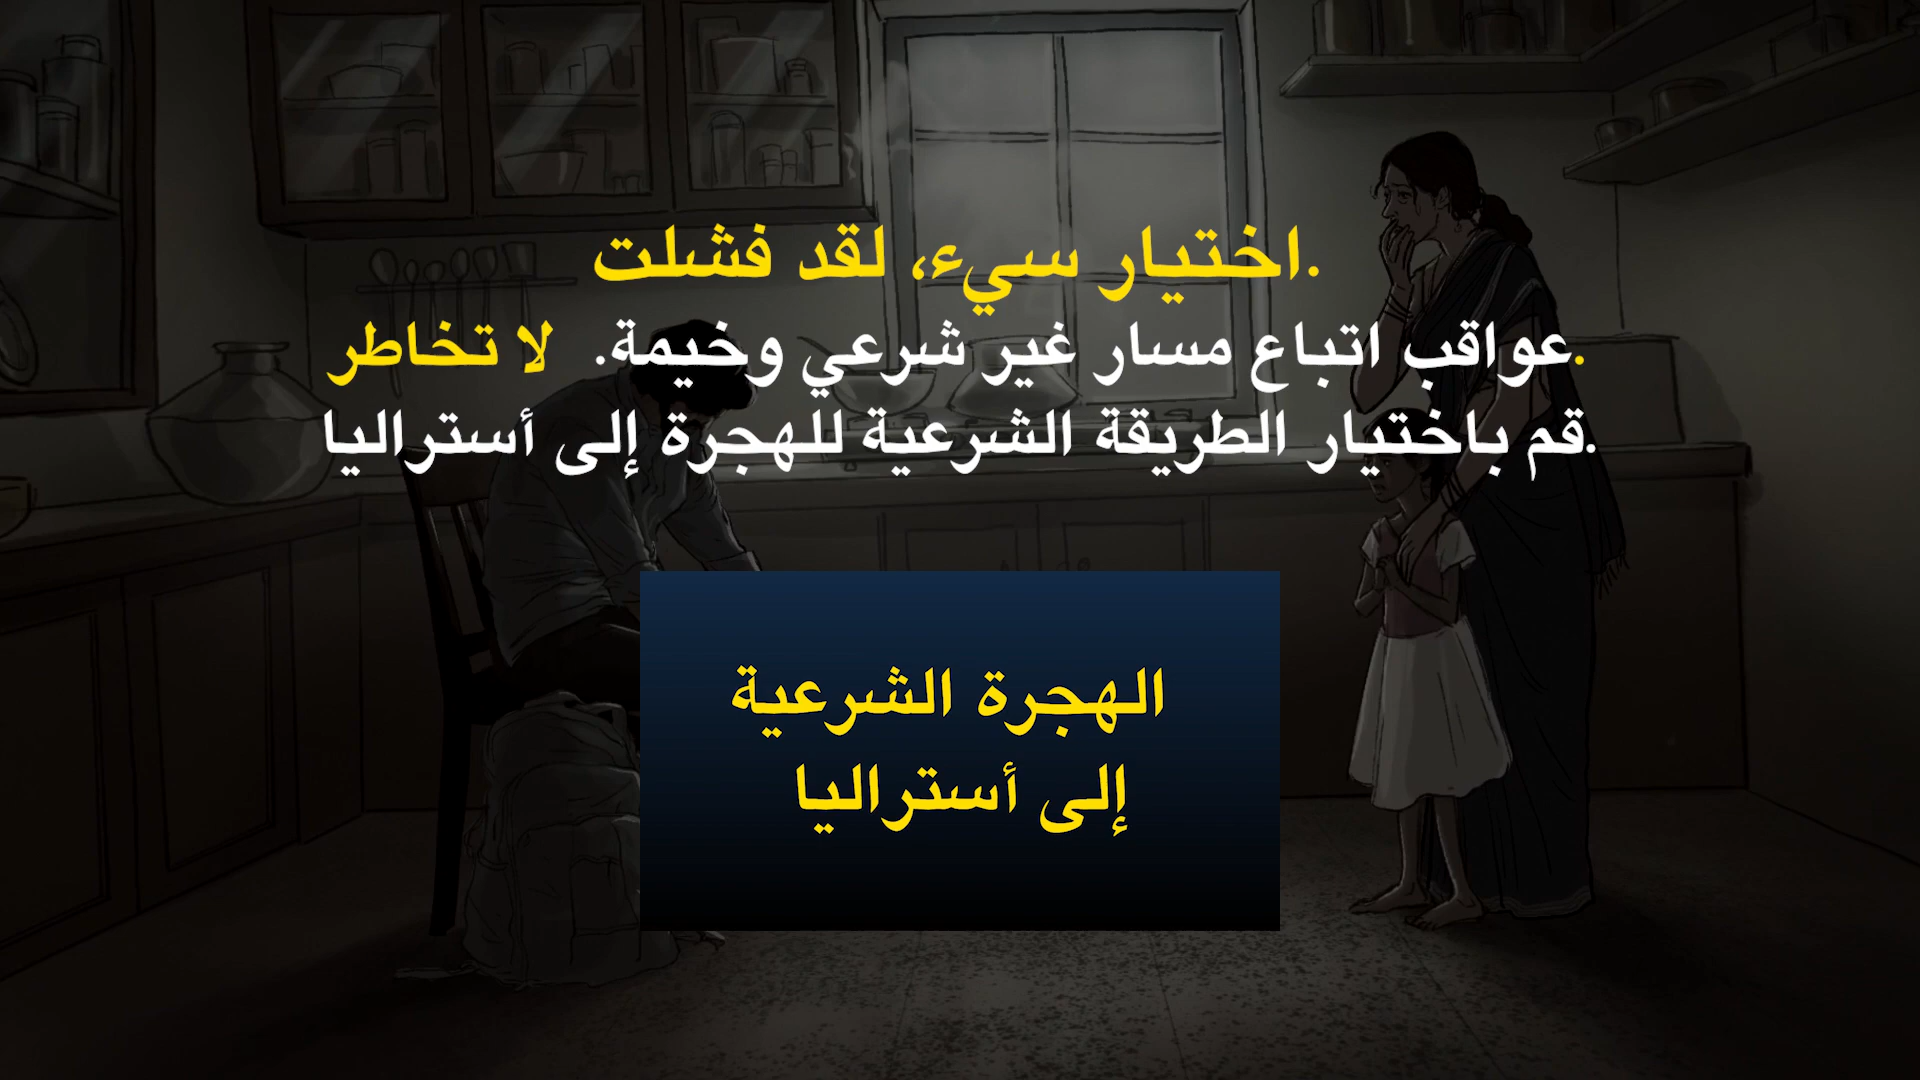 اختيار سيء، لقد فشلت.
عواقب اتباع مسار غير شرعي وخيمة. لا تخاطر.
قم باختيار الطريقة الشرعية للهجرة إلى أستراليا.
الهجرة الشرعية
إلى أستراليا